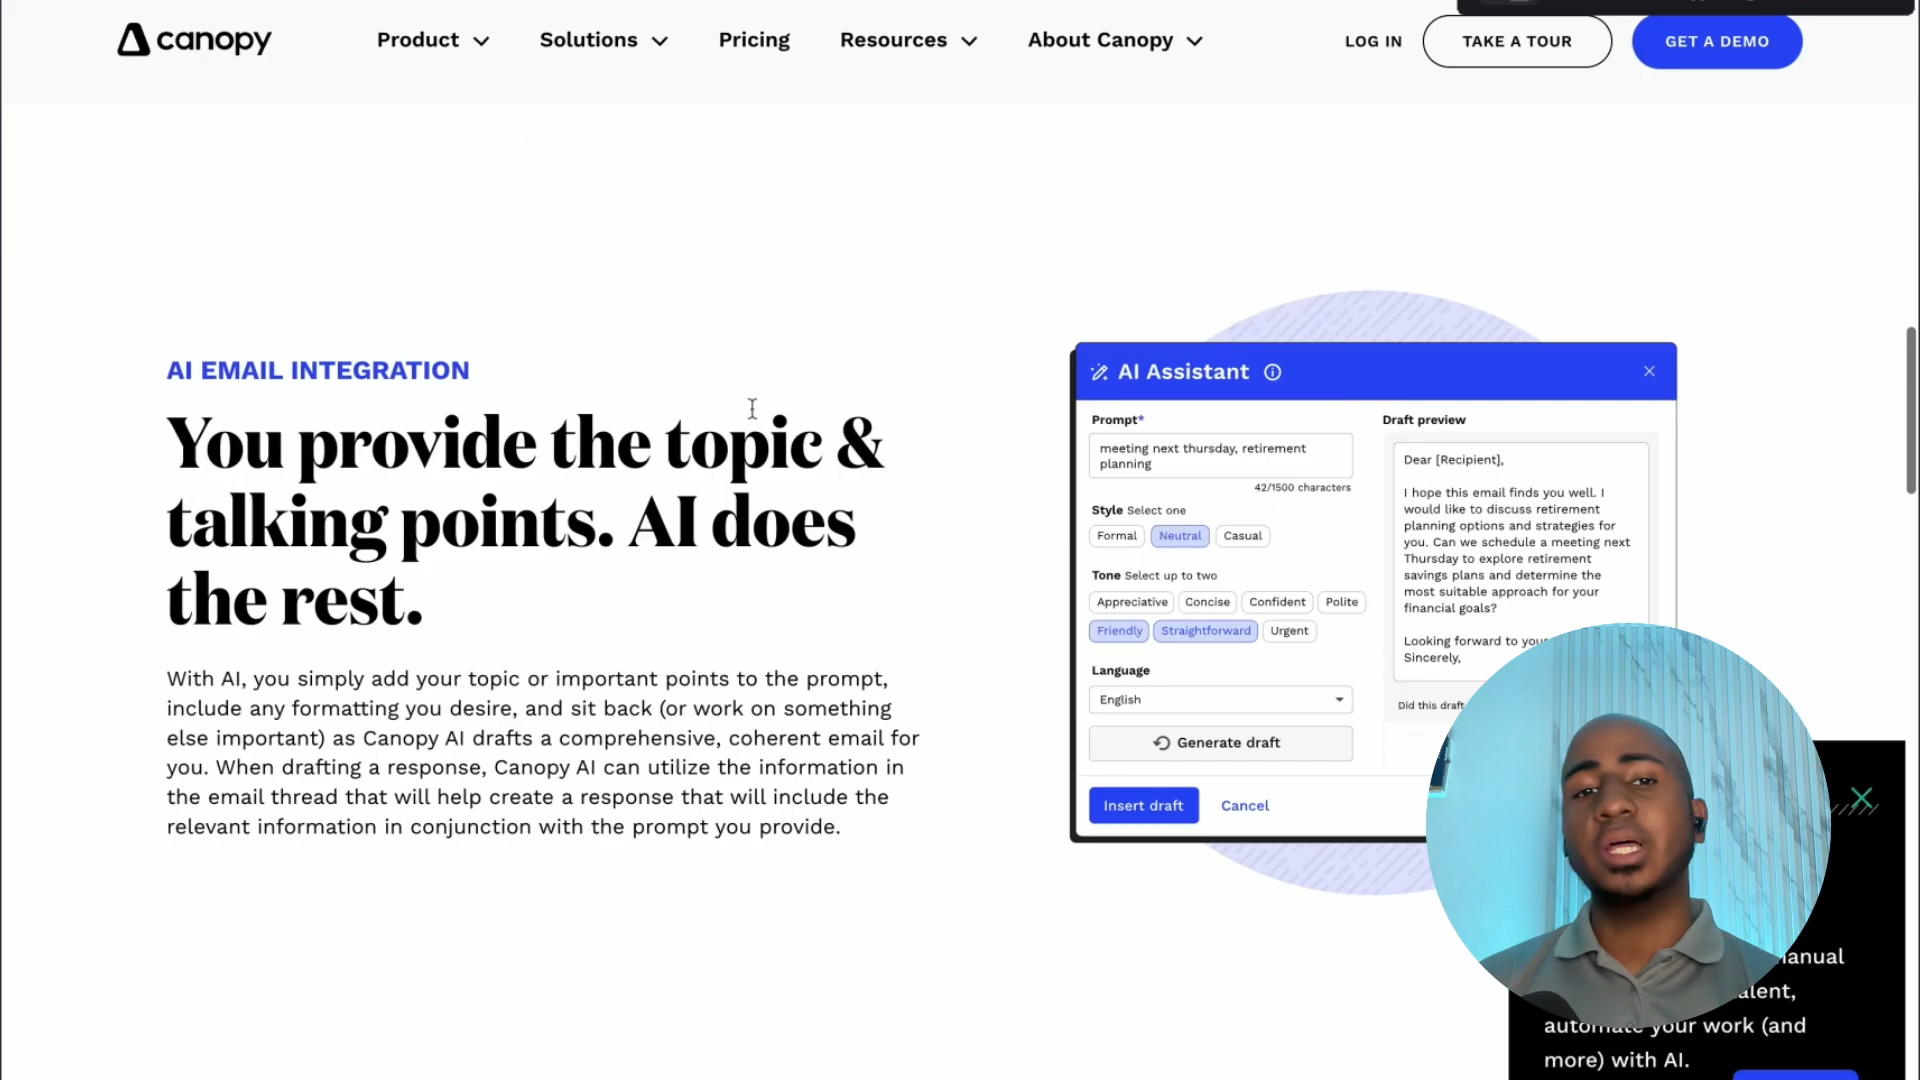 canopy
Product
Solutions
Pricing
Resources
About Canopy
LOG IN
TAKE A TOUR
GET A DEMO
AI EMAIL INTEGRATION
You provide the topic &
talking points. AI does
the rest.
With AI, you simply add your topic or important points to the prompt,
include any formatting you desire, and sit back (or work on something
else important) as Canopy AI drafts a comprehensive, coherent email for
you. When drafting a response, Canopy AI can utilize the information in
the email thread that will help create a response that will include the
relevant information in conjunction with the prompt you provide.
AI Assistant
Prompt*
meeting next thursday, retirement
planning
42/1500 characters
Style Select one
Formal
Neutral
Casual
Tone Select up to two
Appreciative
Concise
Confident
Polite
Friendly
Straightforward
Urgent
Language
English
Generate draft
Insert draft
Cancel
Draft preview
Dear [Recipient],
I hope this email finds you well. I
would like to discuss retirement
planning options and strategies for
you. Can we schedule a meeting next
Thursday to explore retirement
savings plans and determine the
most suitable approach for your
financial goals?
Looking forward to your
Sincerely,
Did this draft
automate your work (and
more) with AI.